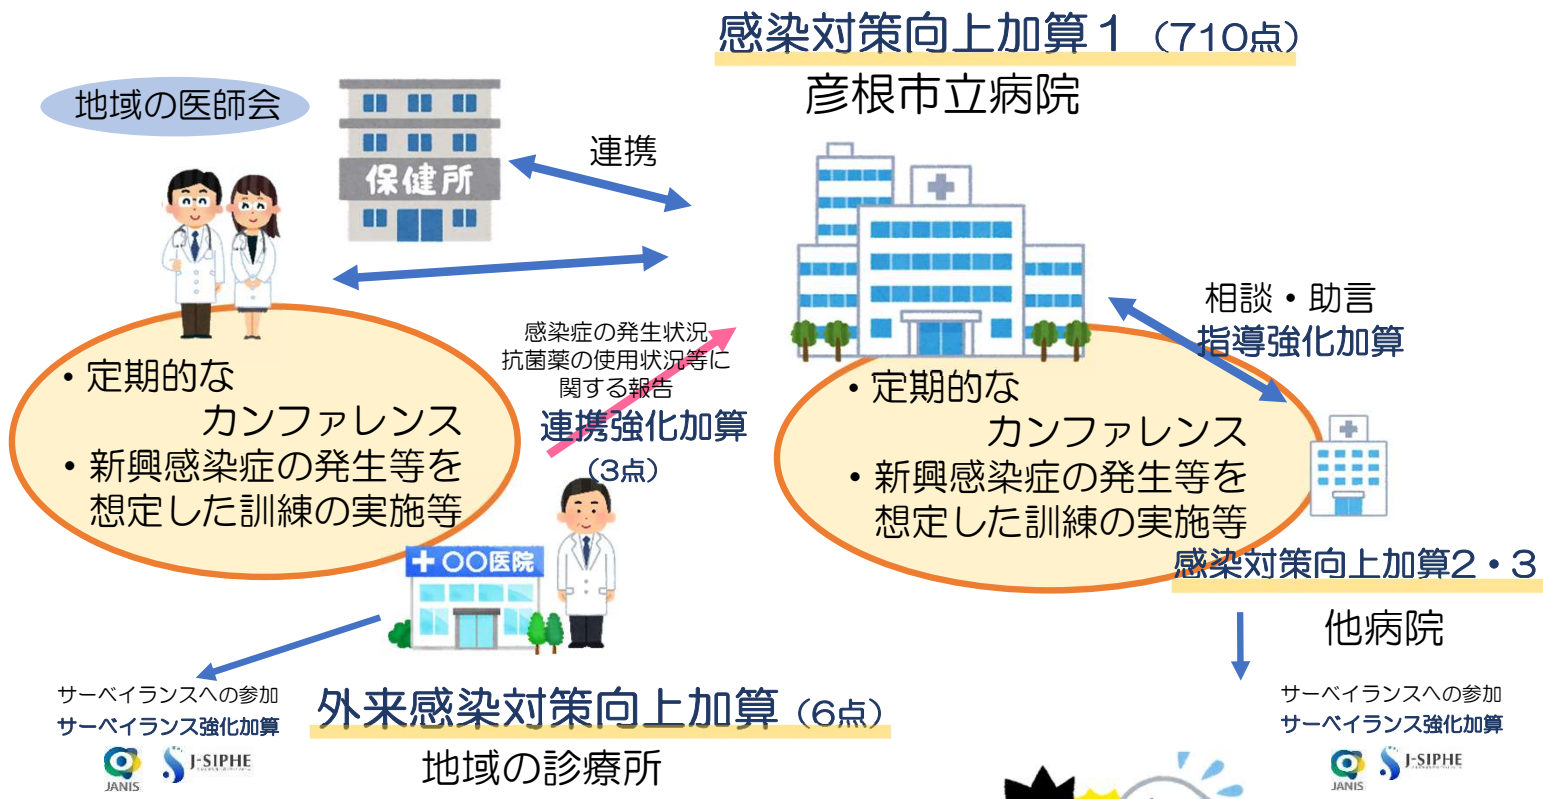 感染対策向上加算１（710点）
彦根市立病院
地域の医師会
保健所
連携
相談・助言
指導強化加算
感染症の発生状況
抗菌薬の使用状況等に
関する報告
連携強化加算
（3点）
・定期的な
カンファレンス
・新興感染症の発生等を
想定した訓練の実施等
・定期的な
カンファレンス
・新興感染症の発生等を
想定した訓練の実施等
〇〇医院
感染対策向上加算2・3
他病院
サーベイランスへの参加
サーベイランス強化加算
JANIS
J-SIPHE
外来感染対策向上加算（6点）
地域の診療所
サーベイランスへの参加
サーベイランス強化加算
JANIS
J-SIPHE